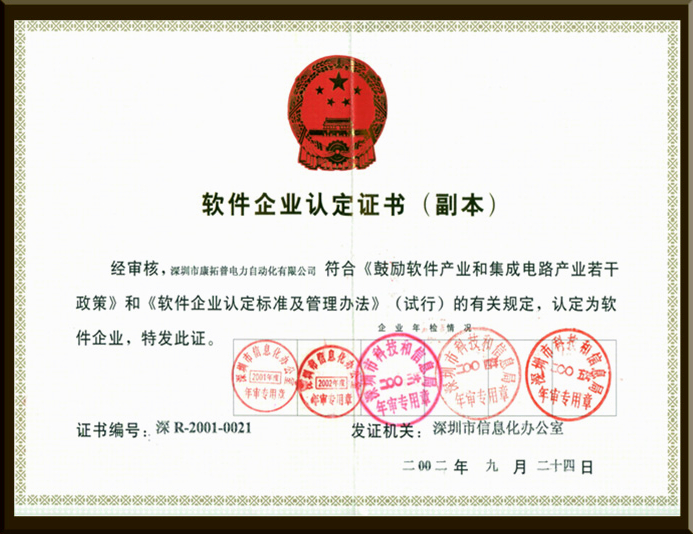 软件企业认定证书（副本）
经审核，深圳市康拓普电力自动化有限公司 符合《鼓励软件产业和集成电路产业若干
政策》和《软件企业认定标准及管理办法》（试行）的有关规定，认定为软
件企业，特发此证。
企业年检情况
深圳市信息化办公室
2001年度
年审专用章
深圳市信息化办公室
2002年度
年审专用章
深圳市科技和信息局
年审专用章
深圳市科技和信息局
年审专用章
深圳市科技和信息局
年审专用章
证书编号：深 R-2001-0021
发证机关：深圳市信息化办公室
二00二年 九 月 二十四日